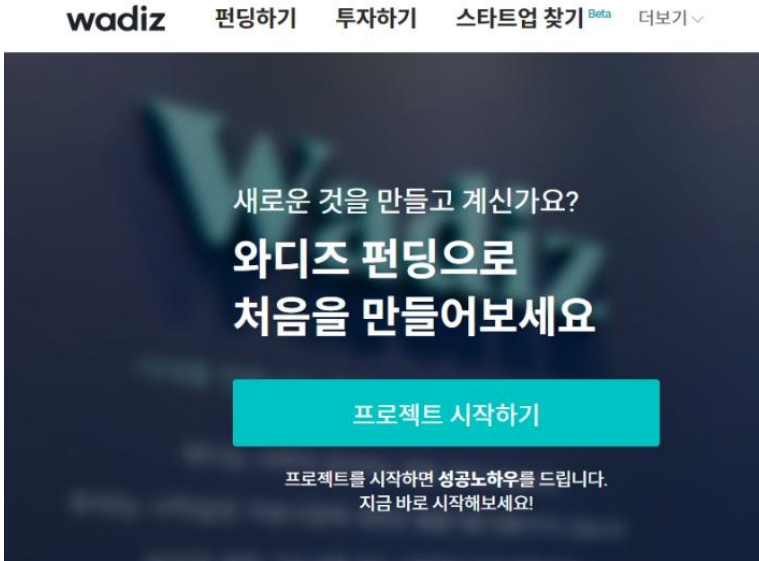 wadiz 펀딩하기 투자하기 스타트업 찾기 Beta 더보기
Wadiz
새로운 것을 만들고 계신가요?
와디즈 펀딩으로
처음을 만들어보세요
프로젝트 시작하기
프로젝트를 시작하면 성공노하우를 드립니다.
지금 바로 시작해보세요!